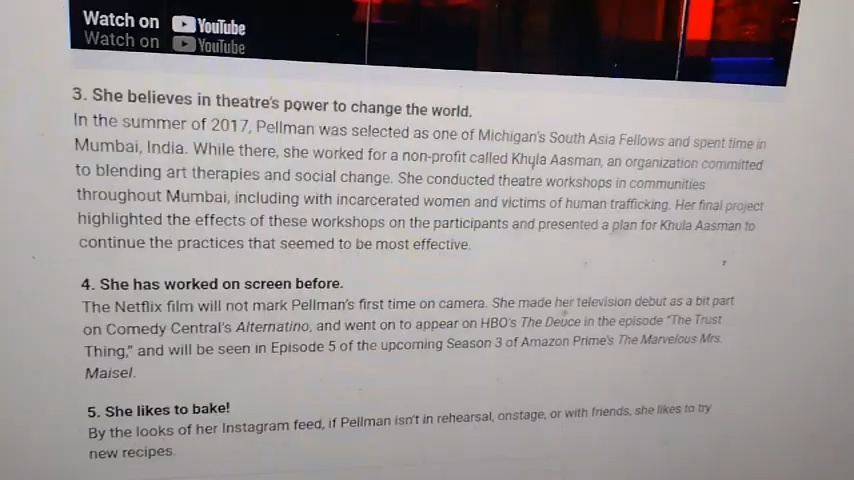 Watch on YouTube
Watch on YouTube
3. She believes in theatre's power to change the world.
In the summer of 2017, Pellman was selected as one of Michigan's South Asia Fellows and spent time in
Mumbai, India. While there, she worked for a non-profit called Khula Aasman, an organization committed
to blending art therapies and social change. She conducted theatre workshops in communities
throughout Mumbai, including with incarcerated women and victims of human trafficking. Her final project
highlighted the effects of these workshops on the participants and presented a plan for Khula Aasman to
continue the practices that seemed to be most effective.
4. She has worked on screen before.
The Netflix film will not mark Pellman's first time on camera. She made her television debut as a bit part
on Comedy Central's Alternatino, and went on to appear on HBO's The Deuce in the episode "The Trust
Thing," and will be seen in Episode 5 of the upcoming Season 3 of Amazon Prime's The Marvelous Mrs.
Maisel.
5. She likes to bake!
By the looks of her Instagram feed, if Pellman isn't in rehearsal, onstage, or with friends, she likes to try
new recipes.